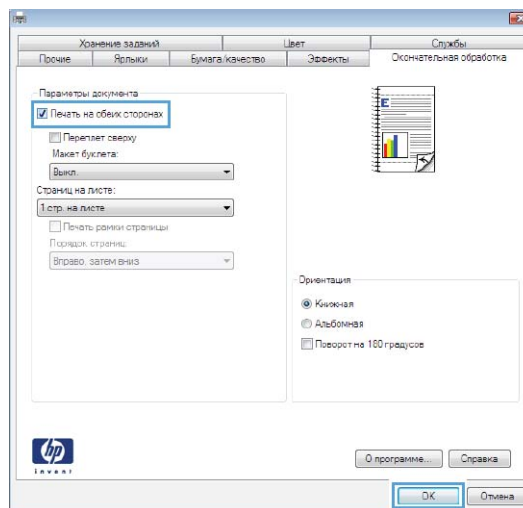 Хранение заданий Цвет Службы
Прочие Ярлыки Бумага/качество Эффекты Окончательная обработка
Параметры документа
Печать на обеих сторонах
Переплет сверху
Макет буклета:
Выкл.
Страниц на листе:
1 стр. на листе
Печать рамки страницы
Порядок страниц:
Вправо, затем вниз
E
Ориентация
Книжная
Альбомная
Поворот на 180 градусов
hp
invent
О программе... Справка
OK Отмена